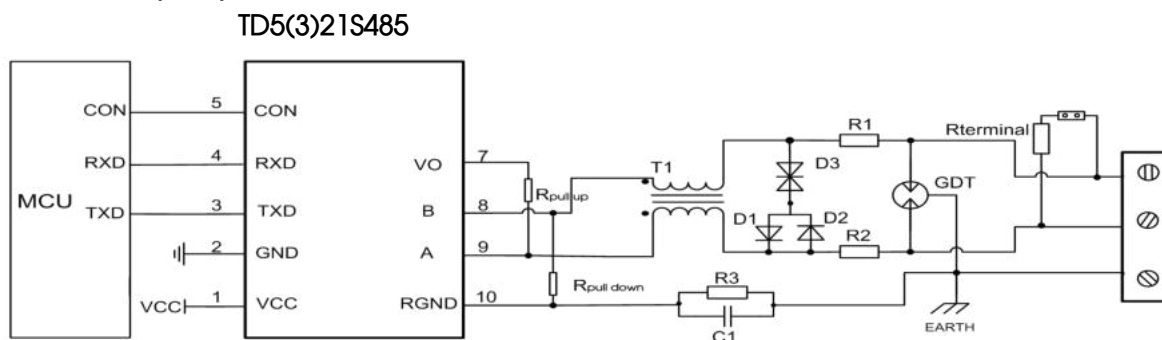 TD5(3)21S485
MCU
CON
RXD
TXD
5
4
3
2
1
VCC
CON
RXD
TXD
GND
VCC
VO
B
A
RGND
7
8
9
10
Rpull up
Rpull down
T1
D3
D1
D2
R1
R2
GDT
Rterminal
R3
C1
EARTH